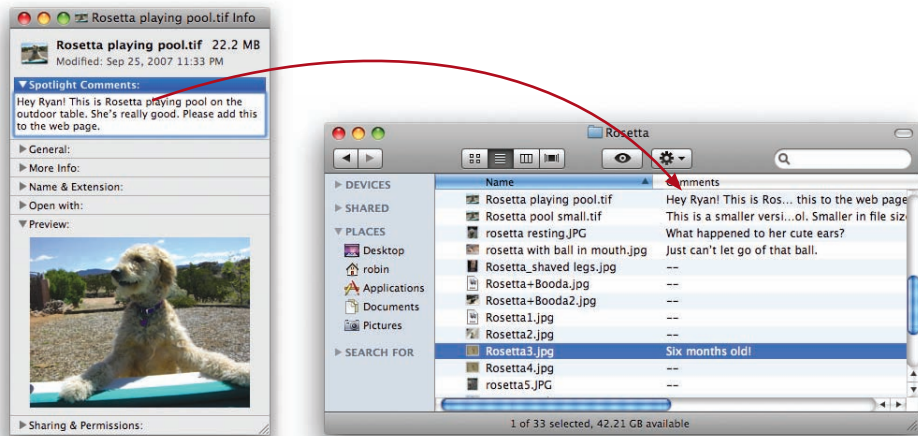 Rosetta playing pool.tif Info
Rosetta playing pool.tif 22.2 MB
Modified: Sep 25, 2007 11:33 PM
Spotlight Comments:
Hey Ryan! This is Rosetta playing pool on the
outdoor table. She's really good. Please add this
to the web page.
General:
More Info:
Name & Extension:
Open with:
Preview:
Sharing & Permissions:
Rosetta
DEVICES
SHARED
PLACES
Desktop
robin
Applications
Documents
Pictures
SEARCH FOR
Name Comments
Rosetta playing pool.tif Hey Ryan! This is Ros... this to the web page
Rosetta pool small.tif This is a smaller versi...ol. Smaller in file size
rosetta resting.JPG What happened to her cute ears?
rosetta with ball in mouth.jpg Just can't let go of that ball.
Rosetta_shaved legs.jpg --
Rosetta+Booda.jpg --
Rosetta+Booda2.jpg --
Rosetta1.jpg --
Rosetta2.jpg --
Rosetta3.jpg Six months old!
Rosetta4.jpg --
rosetta5.JPG --
1 of 33 selected, 42.21 GB available